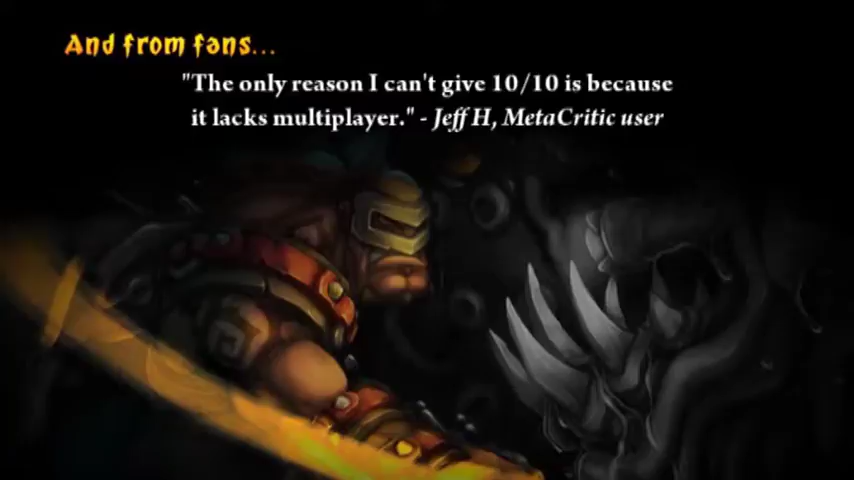 And from fans...
"The only reason I can't give 10/10 is because
it lacks multiplayer." - Jeff H, MetaCritic user